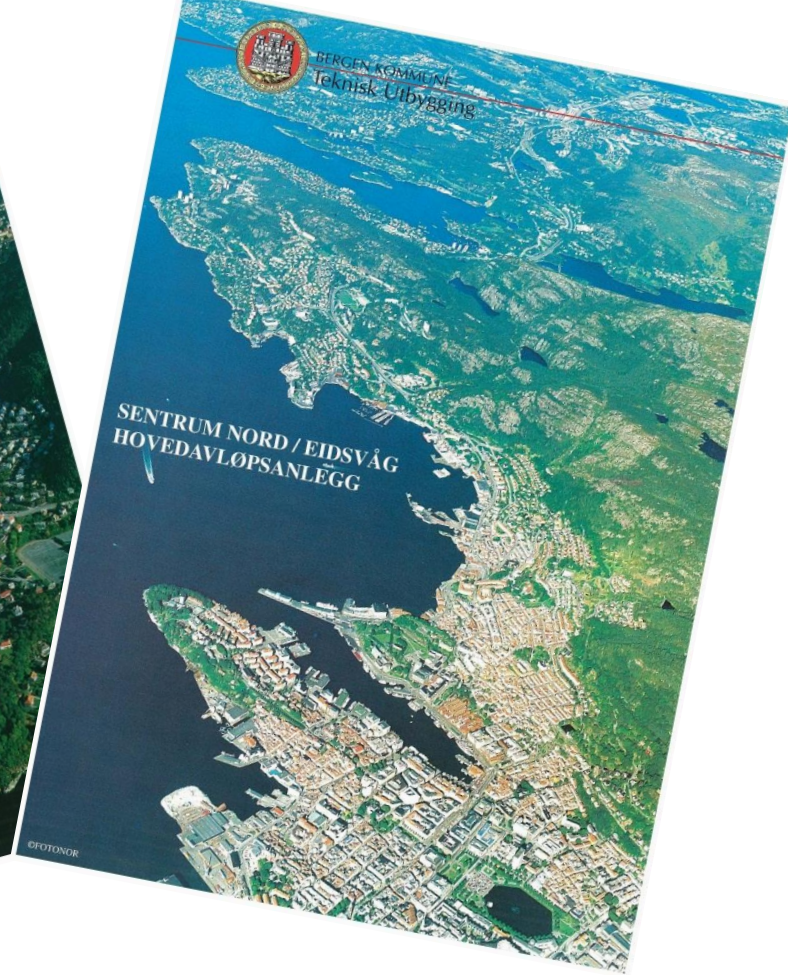 BERGEN KOMMUNE
Teknisk Utbygging
SENTRUM NORD / EIDSVÅG
HOVEDAVLØPSANLEGG
©FOTONOR